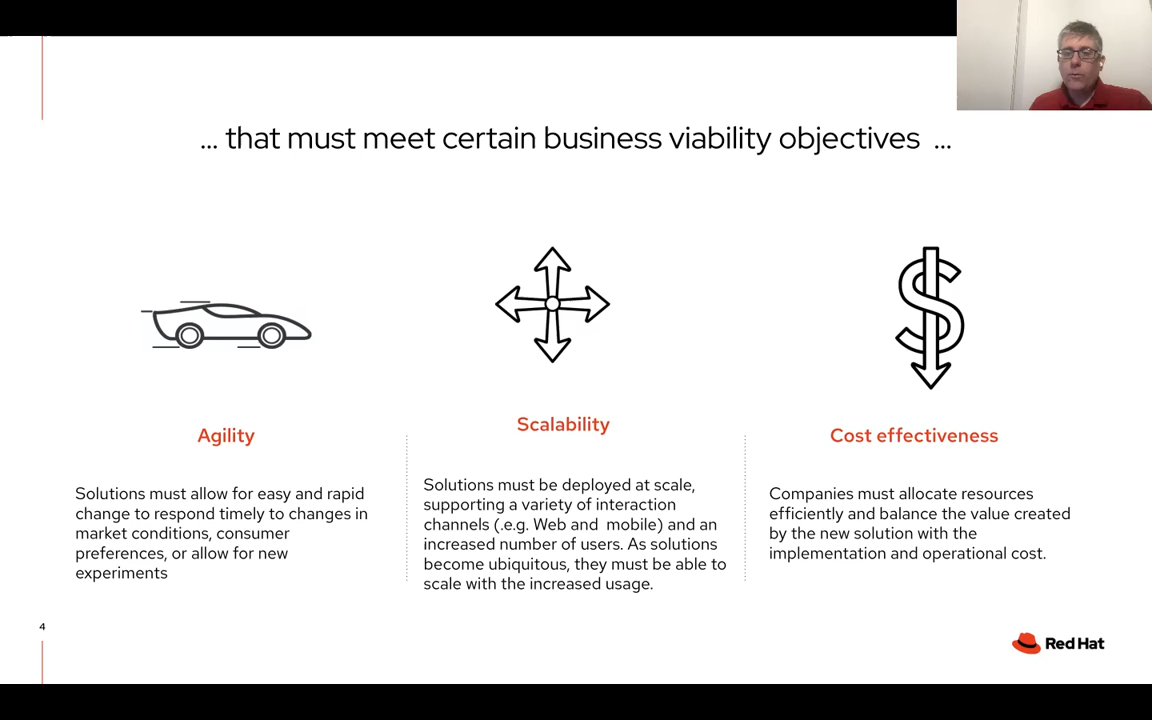 ... that must meet certain business viability objectives ...
Agility
Solutions must allow for easy and rapid
change to respond timely to changes in
market conditions, consumer
preferences, or allow for new
experiments
Scalability
Solutions must be deployed at scale,
supporting a variety of interaction
channels (.e.g. Web and mobile) and an
increased number of users. As solutions
become ubiquitous, they must be able to
scale with the increased usage.
Cost effectiveness
Companies must allocate resources
efficiently and balance the value created
by the new solution with the
implementation and operational cost.
4
Red Hat